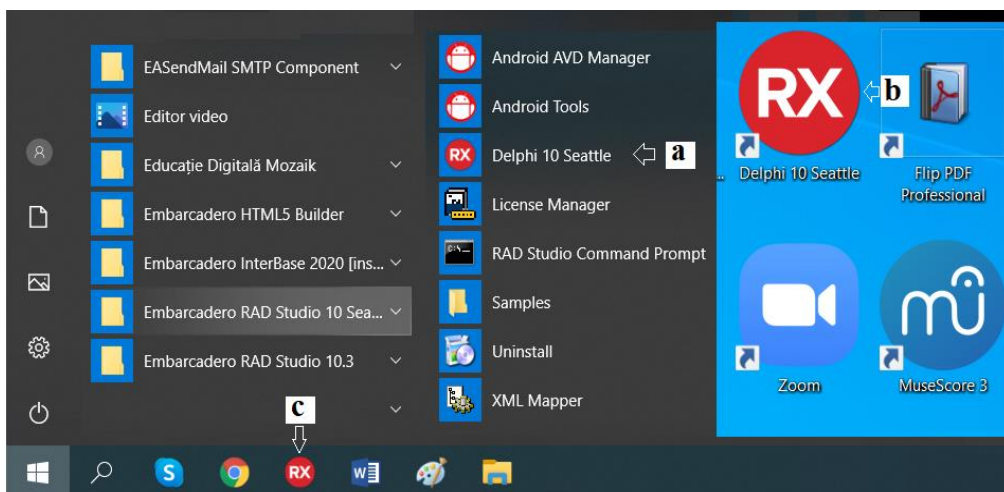 EASendMail SMTP Component
Editor video
Educație Digitală Mozaik
Embarcadero HTML5 Builder
Embarcadero InterBase 2020 [ins...
Embarcadero RAD Studio 10 Sea...
Embarcadero RAD Studio 10.3
c
Android AVD Manager
Android Tools
Delphi 10 Seattle
a
License Manager
RAD Studio Command Prompt
Samples
Uninstall
XML Mapper
RX
b
... Delphi 10 Seattle
Flip PDF
Professional
Zoom
MuseScore 3
RX
S
RX
W